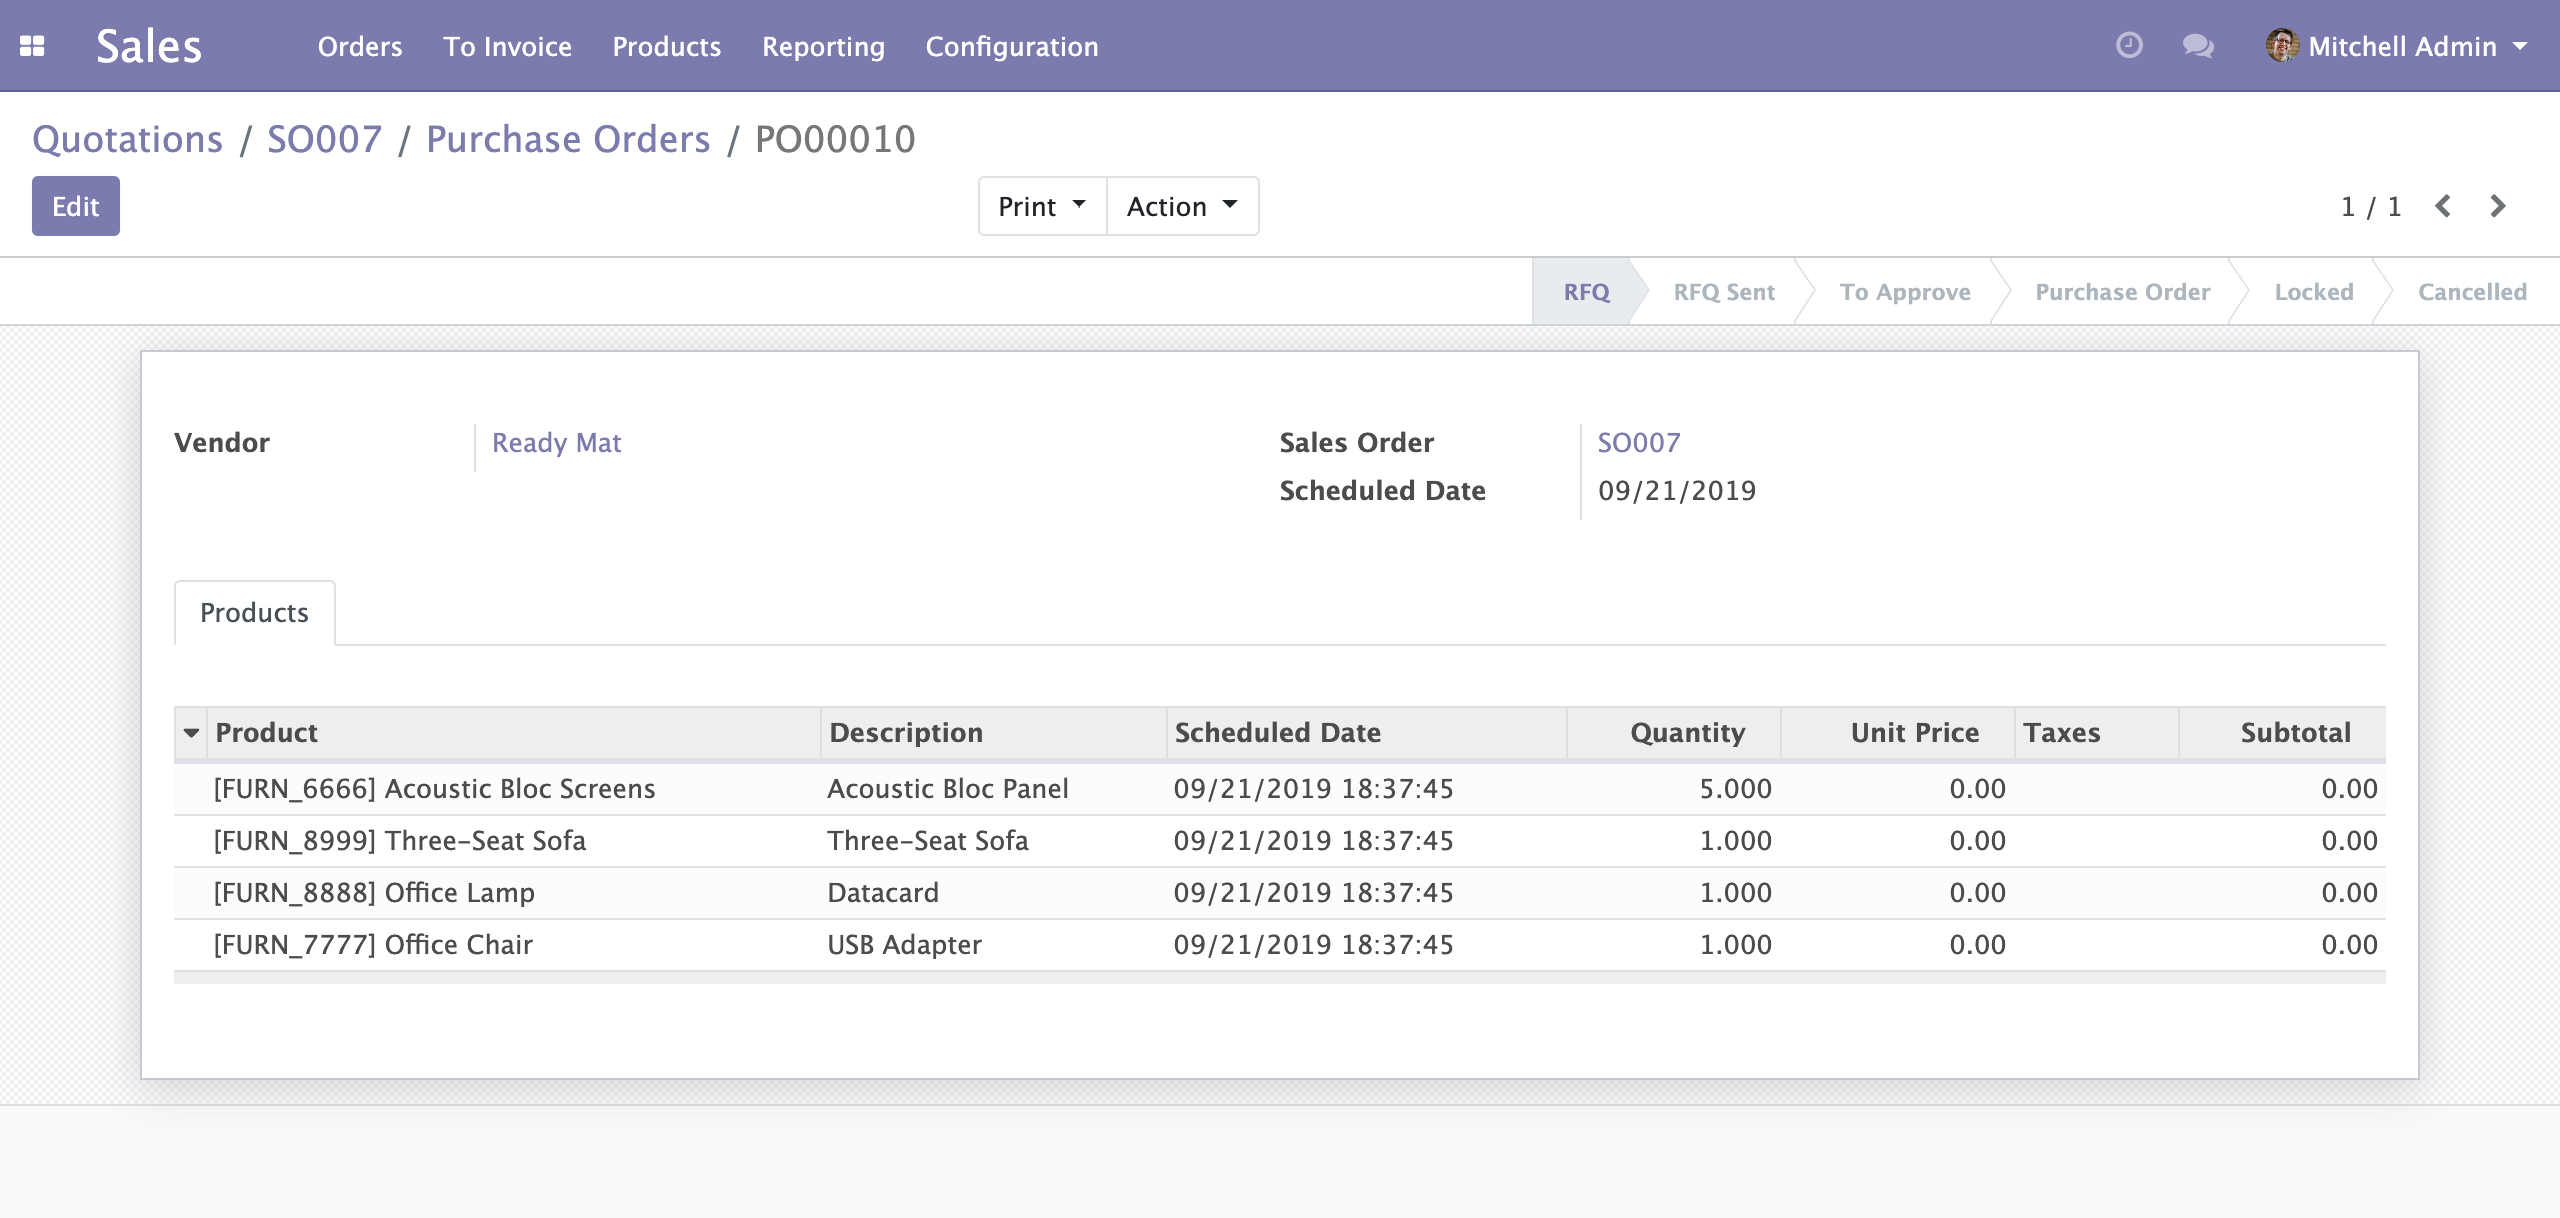 Sales Orders To Invoice Products Reporting Configuration Mitchell Admin
Quotations / SO007 / Purchase Orders / PO00010
Edit Print Action 1 / 1
RFQ RFQ Sent To Approve Purchase Order Locked Cancelled
Vendor Ready Mat Sales Order SO007
Scheduled Date 09/21/2019
Products
Product Description Scheduled Date Quantity Unit Price Taxes Subtotal
[FURN_6666] Acoustic Bloc Screens Acoustic Bloc Panel 09/21/2019 18:37:45 5.000 0.00 0.00
[FURN_8999] Three-Seat Sofa Three-Seat Sofa 09/21/2019 18:37:45 1.000 0.00 0.00
[FURN_8888] Office Lamp Datacard 09/21/2019 18:37:45 1.000 0.00 0.00
[FURN_7777] Office Chair USB Adapter 09/21/2019 18:37:45 1.000 0.00 0.00